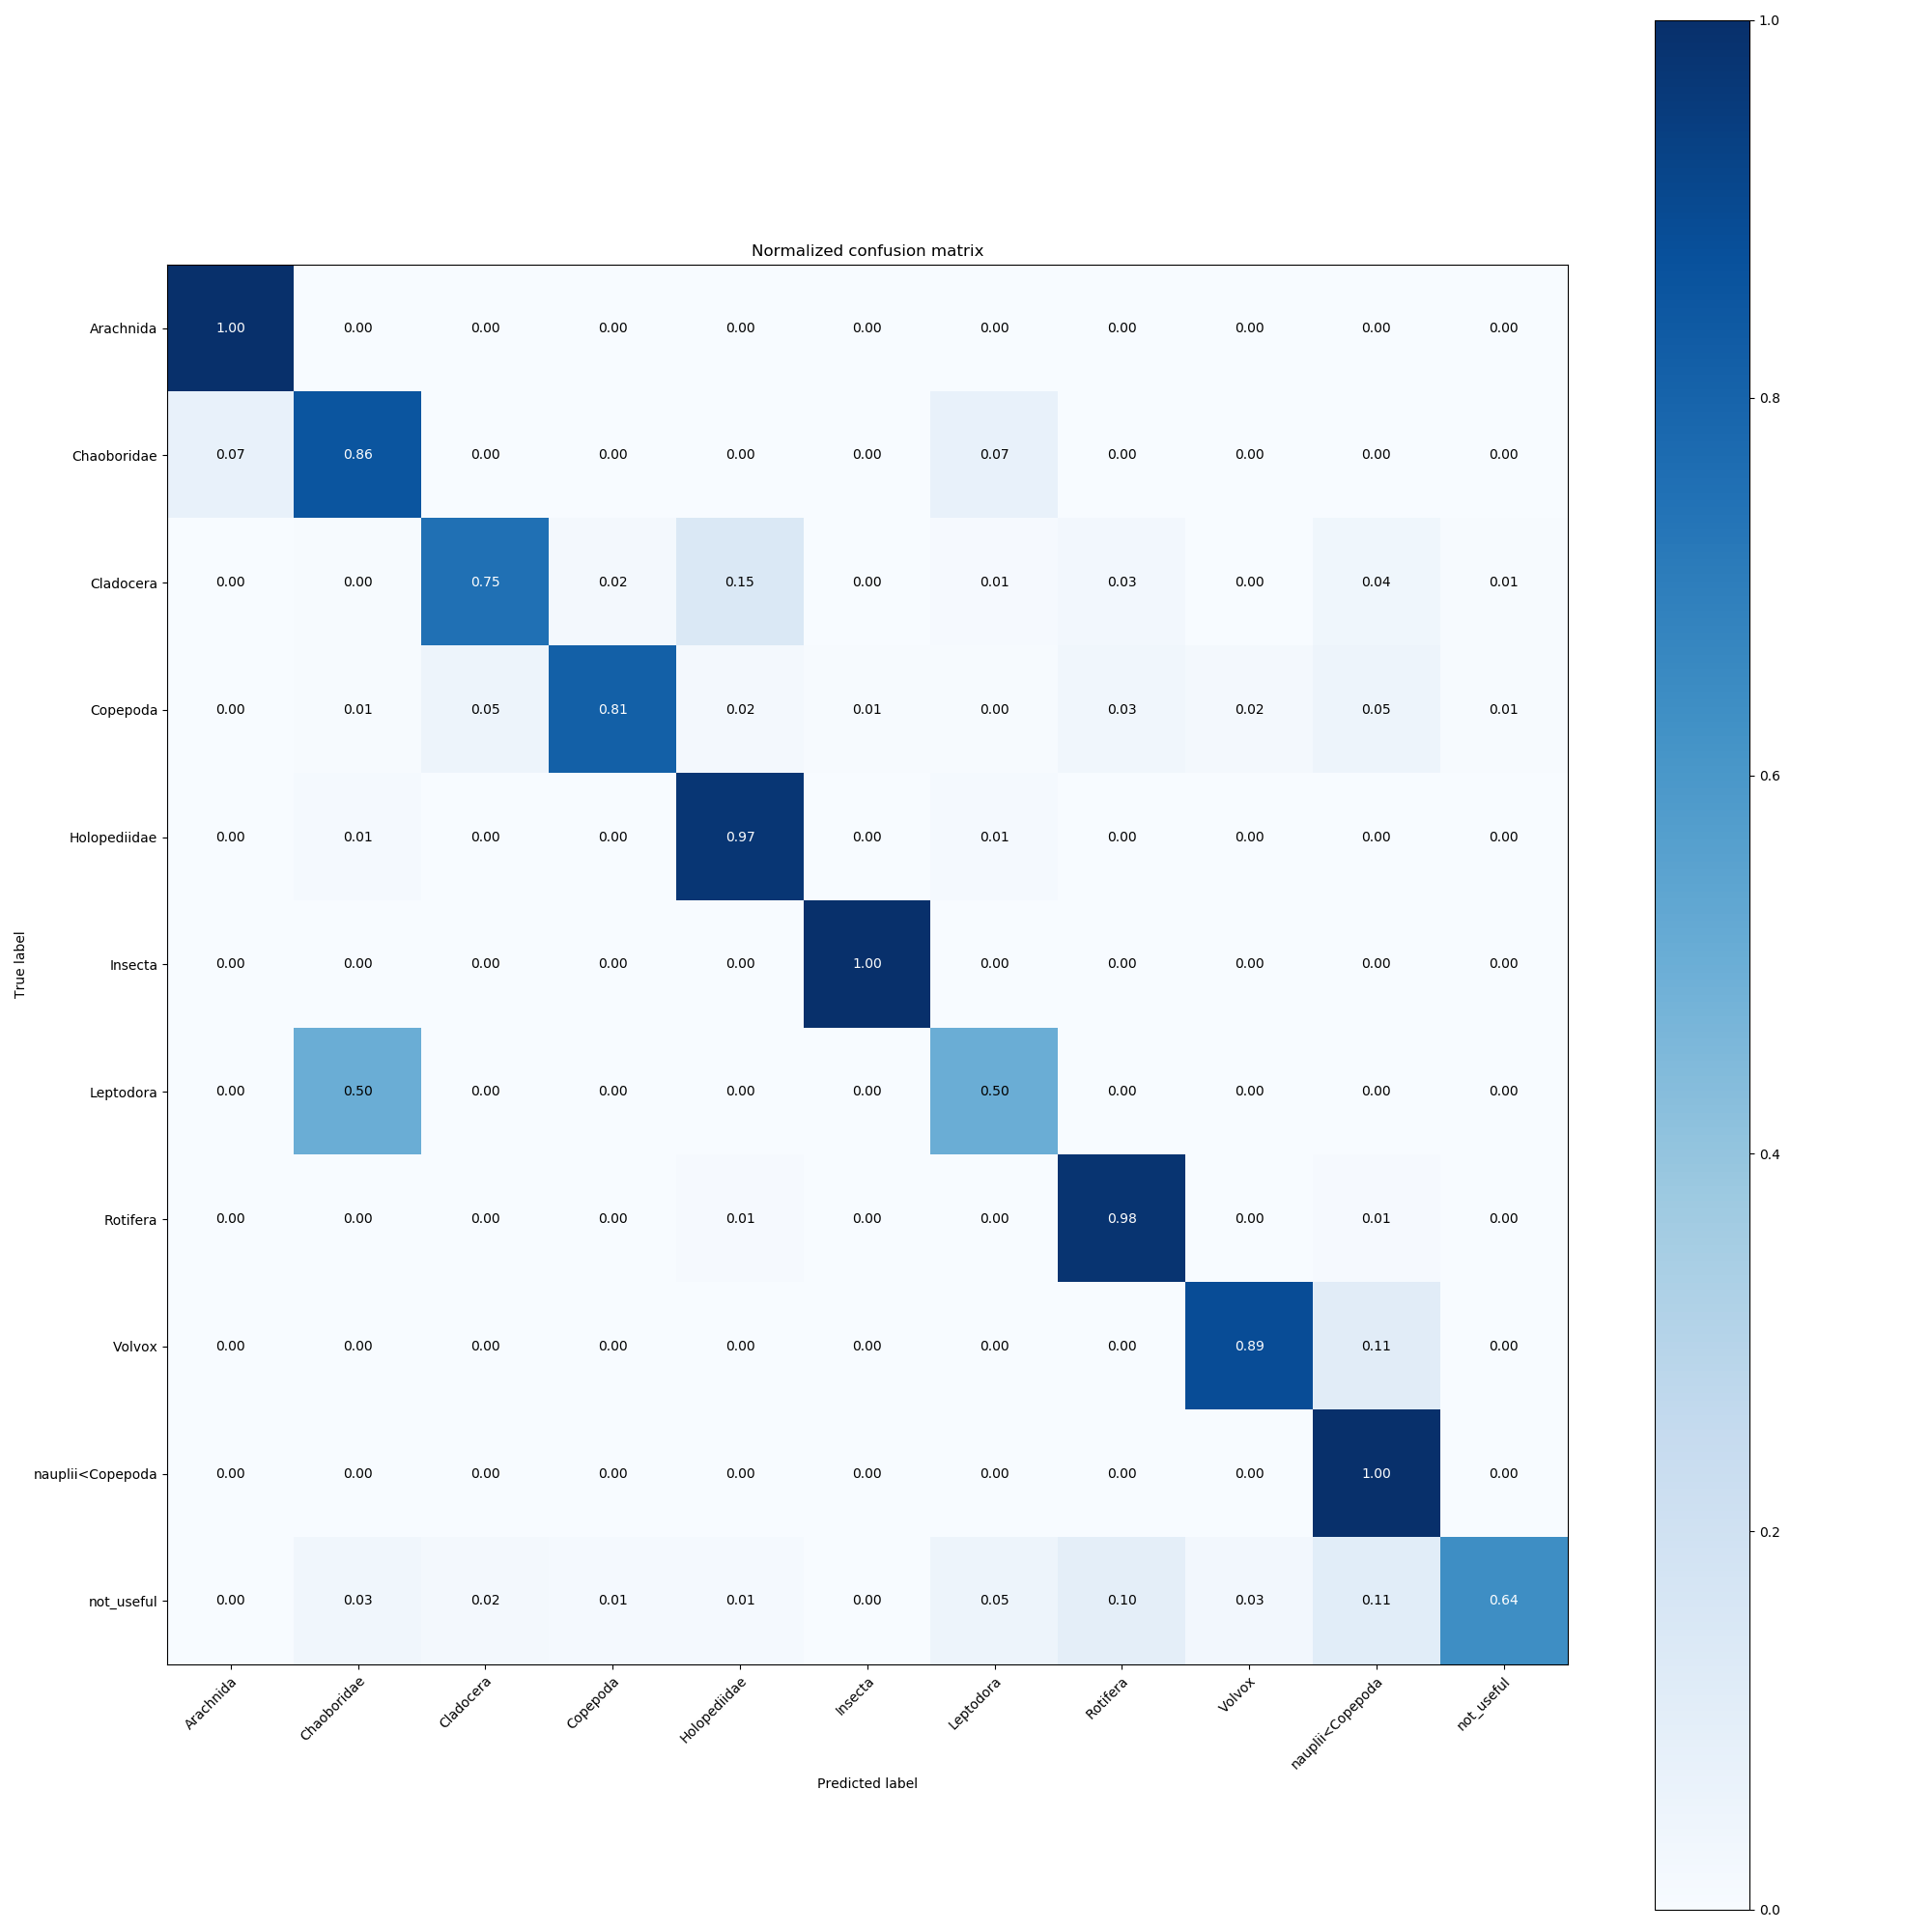 Normalized confusion matrix
1.0
0.8
0.6
0.4
0.2
0.0
True label
Arachnida 1.00 0.00 0.00 0.00 0.00 0.00 0.00 0.00 0.00 0.00 0.00
Chaoboridae 0.07 0.86 0.00 0.00 0.00 0.00 0.07 0.00 0.00 0.00 0.00
Cladocera 0.00 0.00 0.75 0.02 0.15 0.00 0.01 0.03 0.00 0.04 0.01
Copepoda 0.00 0.01 0.05 0.81 0.02 0.01 0.00 0.03 0.02 0.05 0.01
Holopediidae 0.00 0.01 0.00 0.00 0.97 0.00 0.01 0.00 0.00 0.00 0.00
Insecta 0.00 0.00 0.00 0.00 0.00 1.00 0.00 0.00 0.00 0.00 0.00
Leptodora 0.00 0.50 0.00 0.00 0.00 0.00 0.50 0.00 0.00 0.00 0.00
Rotifera 0.00 0.00 0.00 0.00 0.01 0.00 0.00 0.98 0.00 0.01 0.00
Volvox 0.00 0.00 0.00 0.00 0.00 0.00 0.00 0.00 0.89 0.11 0.00
nauplii<Copepoda 0.00 0.00 0.00 0.00 0.00 0.00 0.00 0.00 0.00 1.00 0.00
not_useful 0.00 0.03 0.02 0.01 0.01 0.00 0.05 0.10 0.03 0.11 0.64
Arachnida Chaoboridae Cladocera Copepoda Holopediidae Insecta Leptodora Rotifera Volvox nauplii<Copepoda not_useful
Predicted label